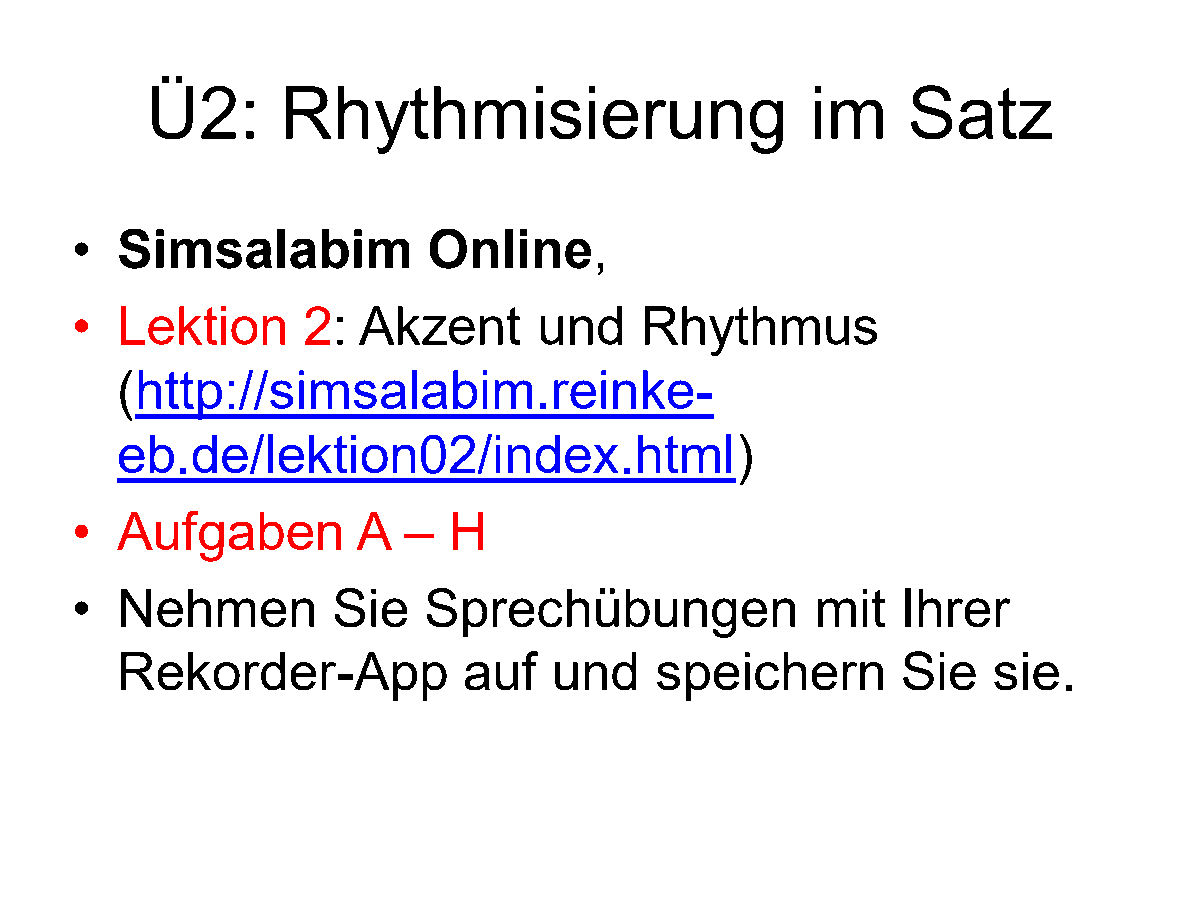 Ü2: Rhythmisierung im Satz
• Simsalabim Online,
• Lektion 2: Akzent und Rhythmus
(http://simsalabim.reinke-
eb.de/lektion02/index.html)
• Aufgaben A – H
• Nehmen Sie Sprechübungen mit Ihrer
Rekorder-App auf und speichern Sie sie.